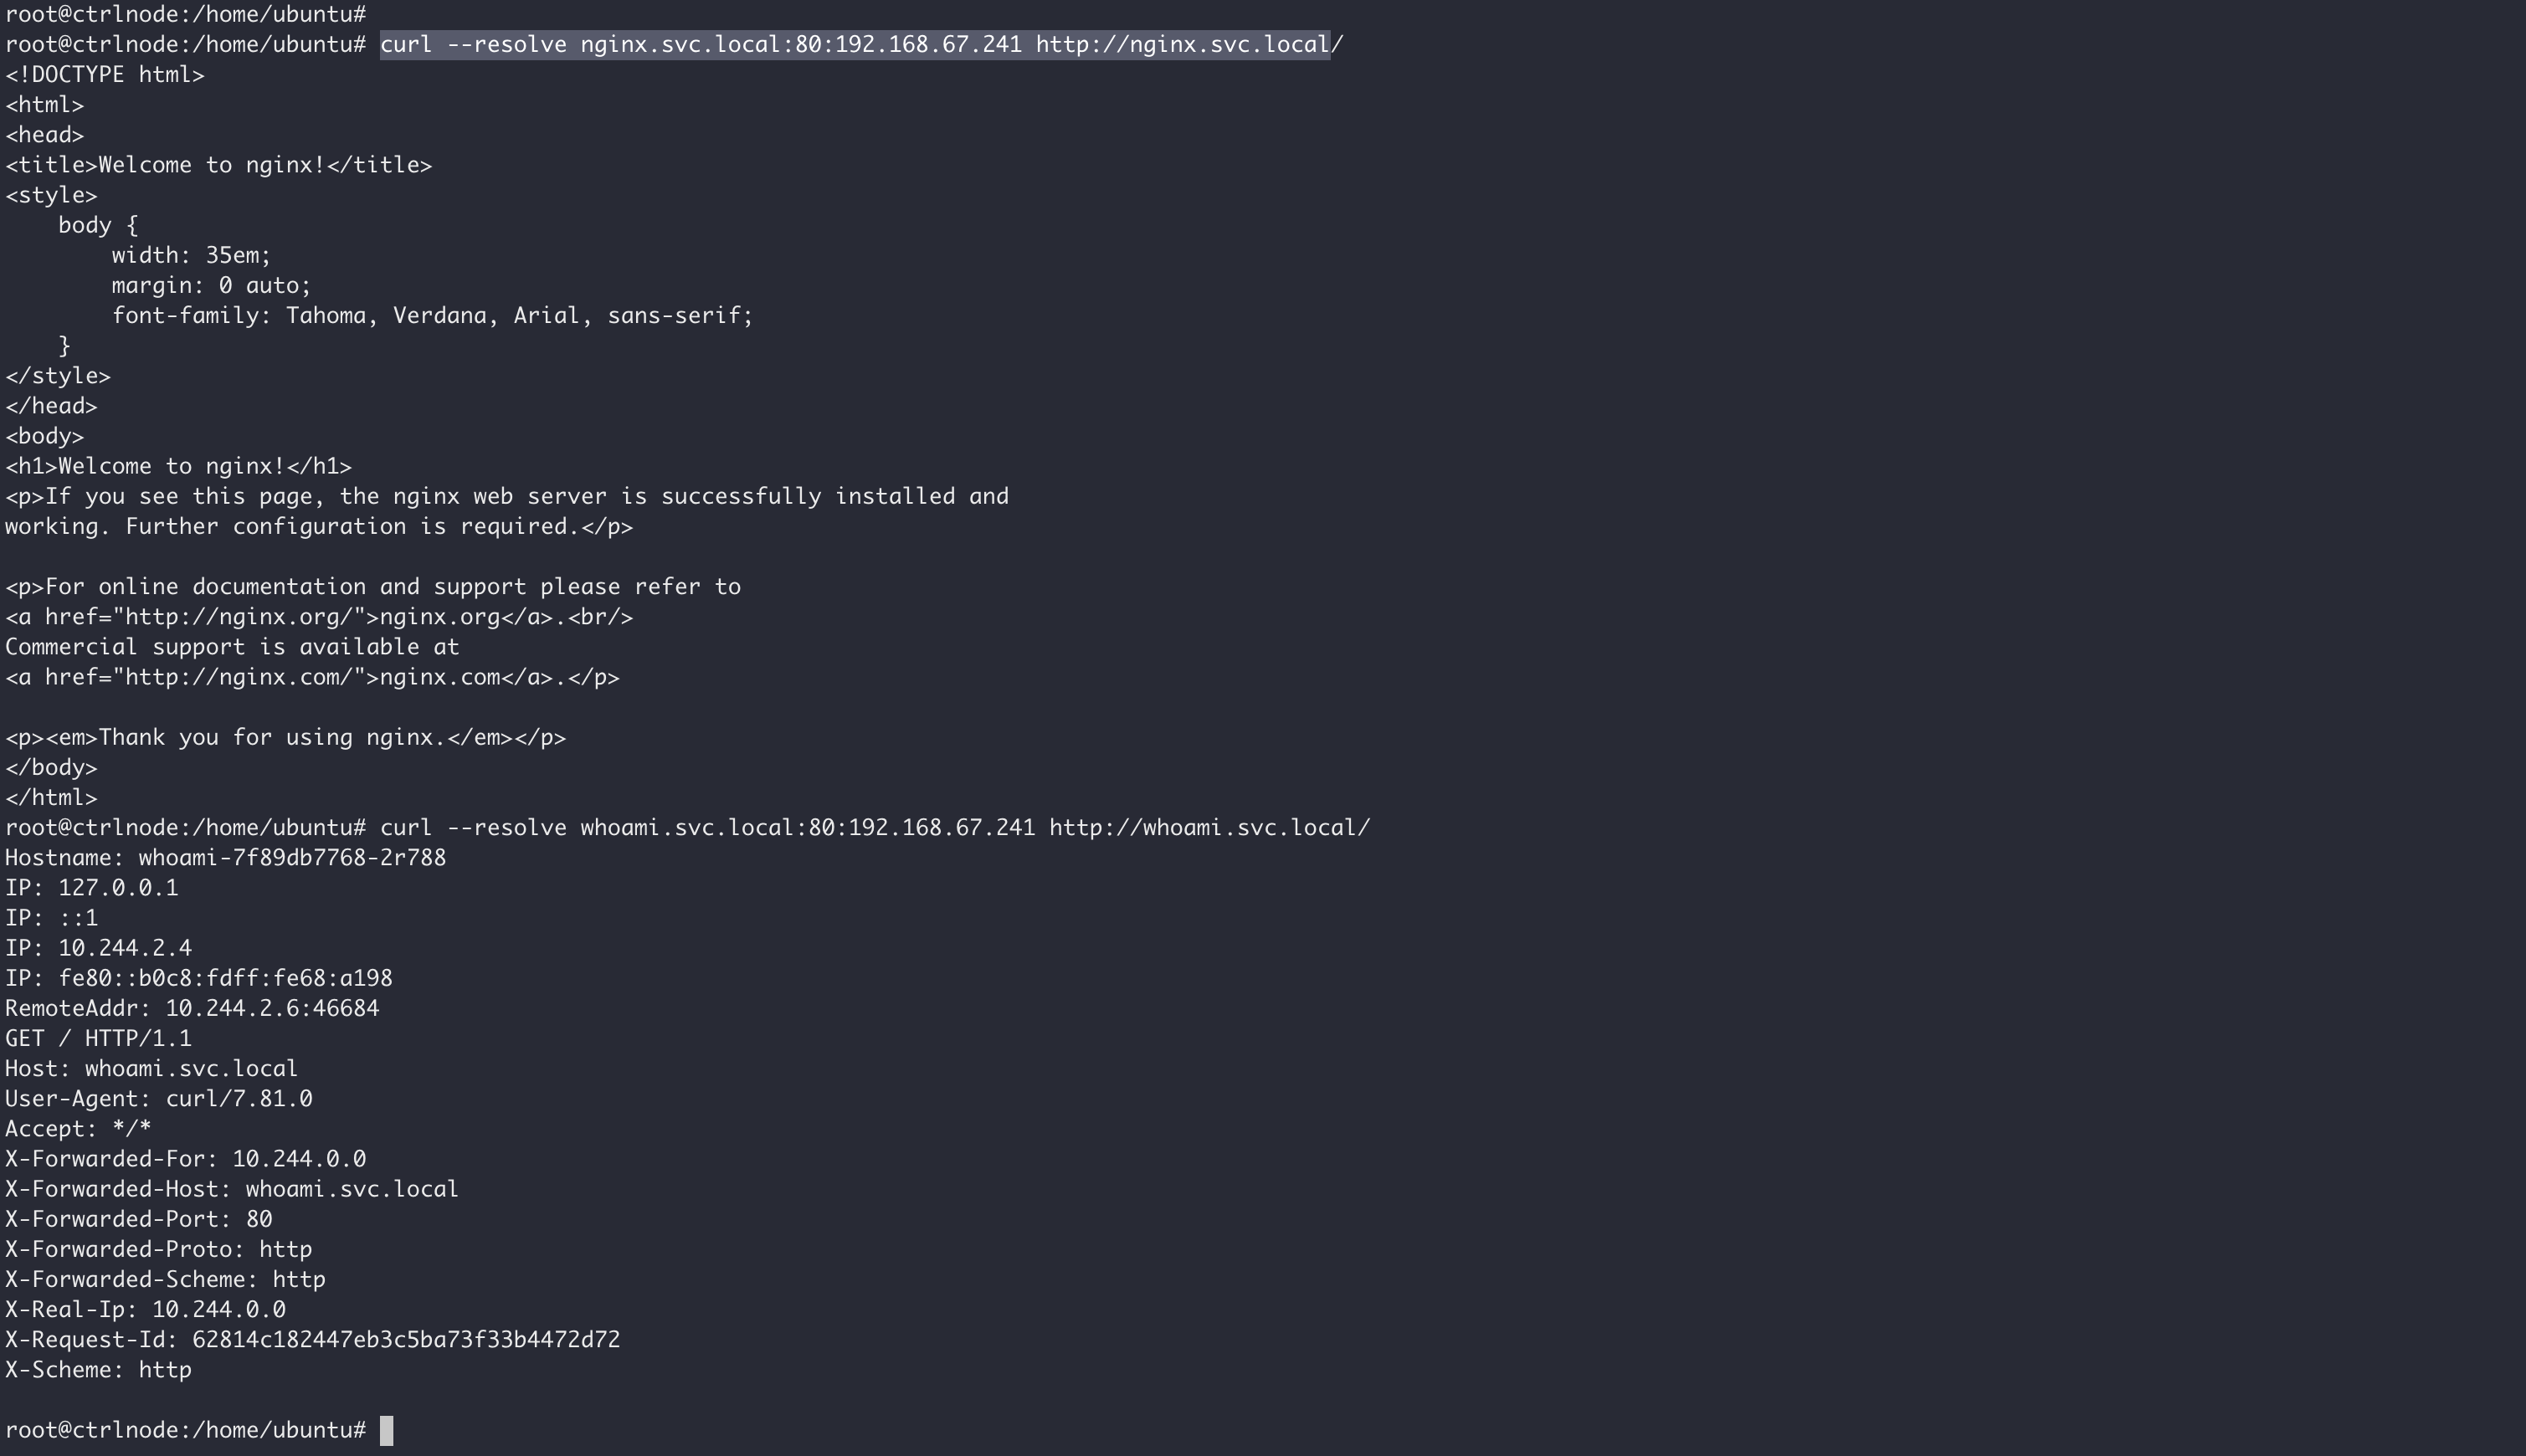 root@ctrlnode:/home/ubuntu#
root@ctrlnode:/home/ubuntu# curl --resolve nginx.svc.local:80:192.168.67.241 http://nginx.svc.local/
<!DOCTYPE html>
<html>
<head>
<title>Welcome to nginx!</title>
<style>
    body {
        width: 35em;
        margin: 0 auto;
        font-family: Tahoma, Verdana, Arial, sans-serif;
    }
</style>
</head>
<body>
<h1>Welcome to nginx!</h1>
<p>If you see this page, the nginx web server is successfully installed and
working. Further configuration is required.</p>

<p>For online documentation and support please refer to
<a href="http://nginx.org/">nginx.org</a>.<br/>
Commercial support is available at
<a href="http://nginx.com/">nginx.com</a>.</p>

<p><em>Thank you for using nginx.</em></p>
</body>
</html>
root@ctrlnode:/home/ubuntu# curl --resolve whoami.svc.local:80:192.168.67.241 http://whoami.svc.local/
Hostname: whoami-7f89db7768-2r788
IP: 127.0.0.1
IP: ::1
IP: 10.244.2.4
IP: fe80::b0c8:fdff:fe68:a198
RemoteAddr: 10.244.2.6:46684
GET / HTTP/1.1
Host: whoami.svc.local
User-Agent: curl/7.81.0
Accept: */*
X-Forwarded-For: 10.244.0.0
X-Forwarded-Host: whoami.svc.local
X-Forwarded-Port: 80
X-Forwarded-Proto: http
X-Forwarded-Scheme: http
X-Real-Ip: 10.244.0.0
X-Request-Id: 62814c182447eb3c5ba73f33b4472d72
X-Scheme: http

root@ctrlnode:/home/ubuntu#